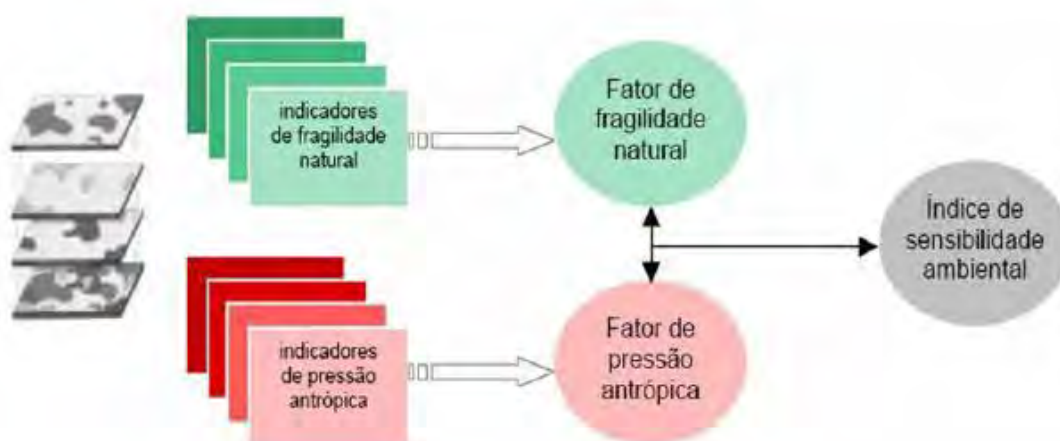 indicadores
de fragilidade
natural
Fator de
fragilidade
natural
Índice de
sensibilidade
ambiental
indicadores
de pressão
antrópica
Fator de
pressão
antrópica